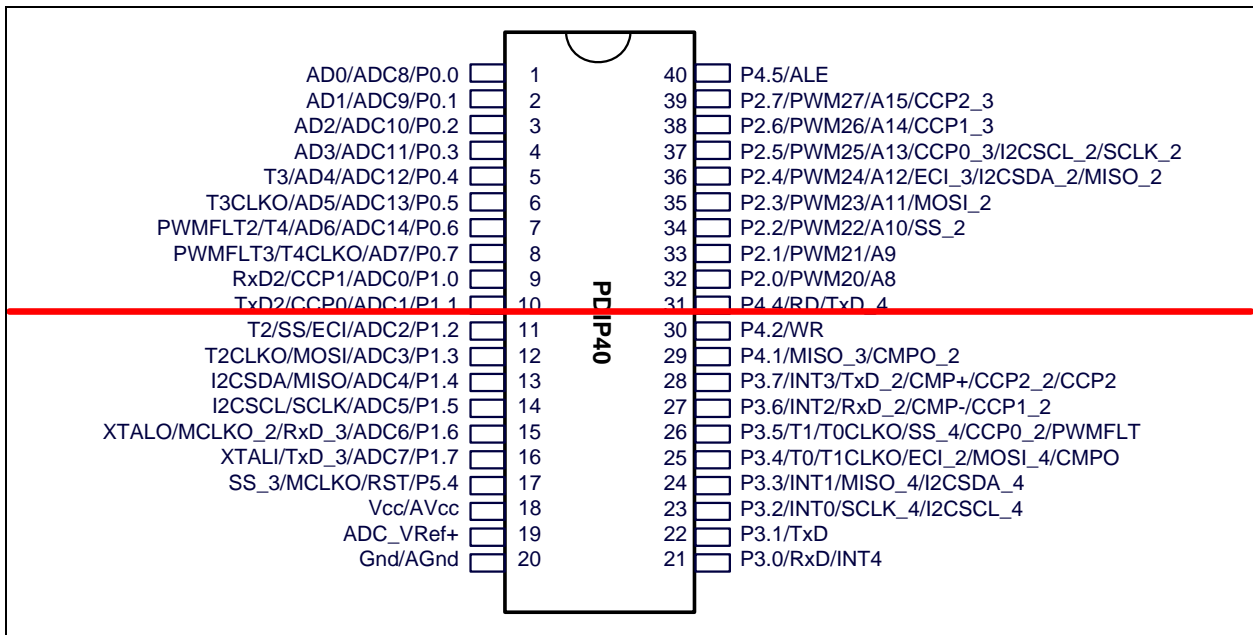 AD0/ADC8/P0.0 1 40 P4.5/ALE
AD1/ADC9/P0.1 2 39 P2.7/PWM27/A15/CCP2_3
AD2/ADC10/P0.2 3 38 P2.6/PWM26/A14/CCP1_3
AD3/ADC11/P0.3 4 37 P2.5/PWM25/A13/CCP0_3/I2CSCL_2/SCLK_2
T3/AD4/ADC12/P0.4 5 36 P2.4/PWM24/A12/ECI_3/I2CSDA_2/MISO_2
T3CLKO/AD5/ADC13/P0.5 6 35 P2.3/PWM23/A11/MOSI_2
PWMFLT2/T4/AD6/ADC14/P0.6 7 34 P2.2/PWM22/A10/SS_2
PWMFLT3/T4CLKO/AD7/P0.7 8 33 P2.1/PWM21/A9
RxD2/CCP1/ADC0/P1.0 9 32 P2.0/PWM20/A8
TxD2/CCP0/ADC1/P1.1 10 31 P4.4/RD/TxD_4
PDIP40
T2/SS/ECI/ADC2/P1.2 11 30 P4.2/WR
T2CLKO/MOSI/ADC3/P1.3 12 29 P4.1/MISO_3/CMPO_2
I2CSDA/MISO/ADC4/P1.4 13 28 P3.7/INT3/TxD_2/CMP+/CCP2_2/CCP2
I2CSCL/SCLK/ADC5/P1.5 14 27 P3.6/INT2/RxD_2/CMP-/CCP1_2
XTALO/MCLKO_2/RxD_3/ADC6/P1.6 15 26 P3.5/T1/T0CLKO/SS_4/CCP0_2/PWMFLT
XTALI/TxD_3/ADC7/P1.7 16 25 P3.4/T0/T1CLKO/ECI_2/MOSI_4/CMPO
SS_3/MCLKO/RST/P5.4 17 24 P3.3/INT1/MISO_4/I2CSDA_4
Vcc/AVcc 18 23 P3.2/INT0/SCLK_4/I2CSCL_4
ADC_VRef+ 19 22 P3.1/TxD
Gnd/AGnd 20 21 P3.0/RxD/INT4